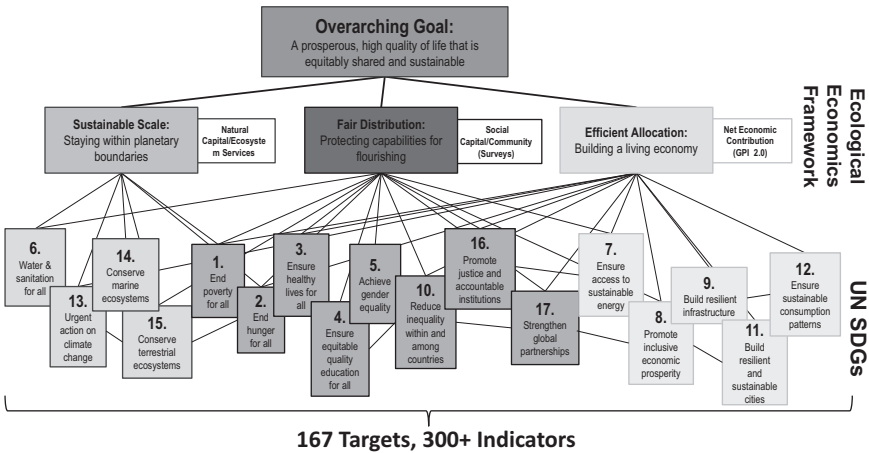 Overarching Goal:
A prosperous, high quality of life that is
equitably shared and sustainable
Sustainable Scale:
Staying within planetary
boundaries
Natural
Capital/Ecosyste
m Services
Fair Distribution:
Protecting capabilities for
flourishing
Social
Capital/Community
(Surveys)
Efficient Allocation:
Building a living economy
Net Economic
Contribution
(GPI 2.0)
Ecological
Economics
Framework
6.
Water &
sanitation
for all
13.
Urgent
action on
climate
change
14.
Conserve
marine
ecosystems
15.
Conserve
terrestrial
ecosystems
1.
End
poverty
for all
2.
End
hunger
for all
3.
Ensure
healthy
lives for
all
4.
Ensure
equitable
quality
education
for all
5.
Achieve
gender
equality
10.
Reduce
inequality
within and
among
countries
16.
Promote
justice and
accountable
institutions
17.
Strengthen
global
partnerships
7.
Ensure
access to
sustainable
energy
8.
Promote
inclusive
economic
prosperity
9.
Build resilient
infrastructure
11.
Build
resilient
and
sustainable
cities
12.
Ensure
sustainable
consumption
patterns
UN SDGs
167 Targets, 300+ Indicators